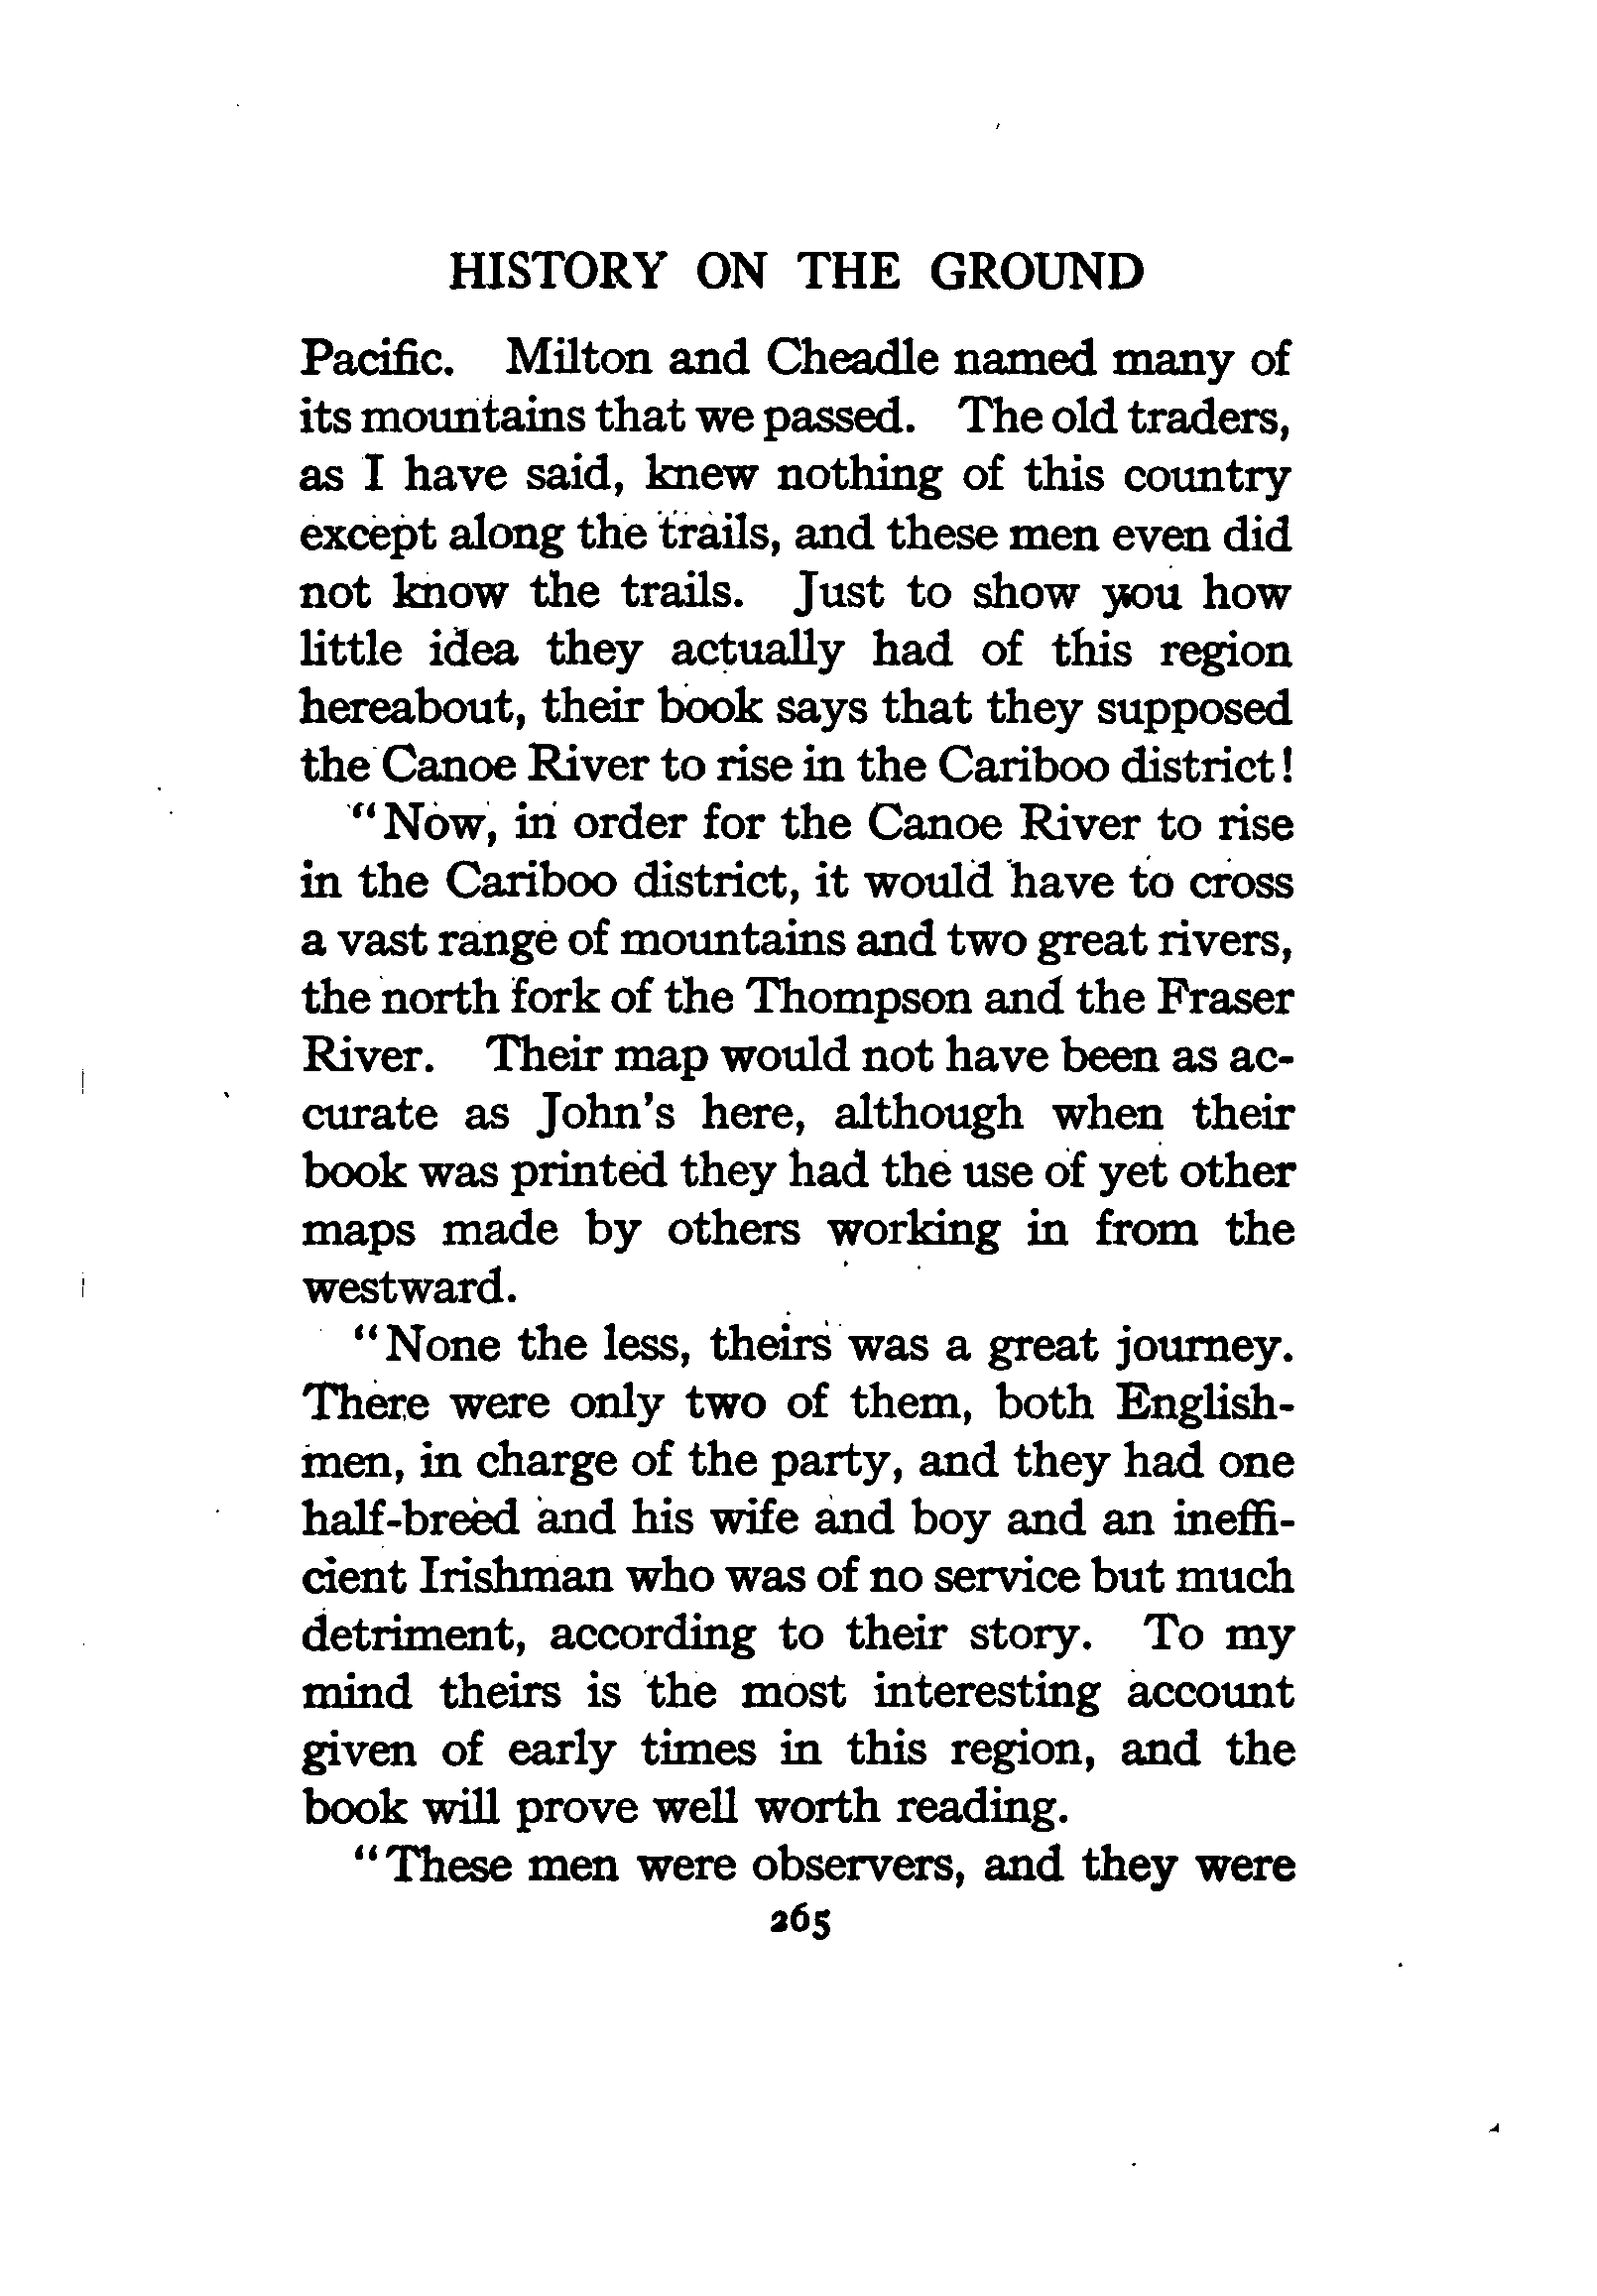 HISTORY ON THE GROUND
Pacific. Milton and Cheadle named many of
its mountains that we passed. The old traders,
as I have said, knew nothing of this country
except along the trails, and these men even did
not know the trails. Just to show you how
little idea they actually had of this region
hereabout, their book says that they supposed
the Canoe River to rise in the Cariboo district!
"Now, in order for the Canoe River to rise
in the Cariboo district, it would have to cross
a vast range of mountains and two great rivers,
the north fork of the Thompson and the Fraser
River. Their map would not have been as ac-
curate as John's here, although when their
book was printed they had the use of yet other
maps made by others working in from the
westward.
"None the less, theirs was a great journey.
There were only two of them, both English-
men, in charge of the party, and they had one
half-breed and his wife and boy and an ineffi-
cient Irishman who was of no service but much
detriment, according to their story. To my
mind theirs is the most interesting account
given of early times in this region, and the
book will prove well worth reading.
"These men were observers, and they were
265